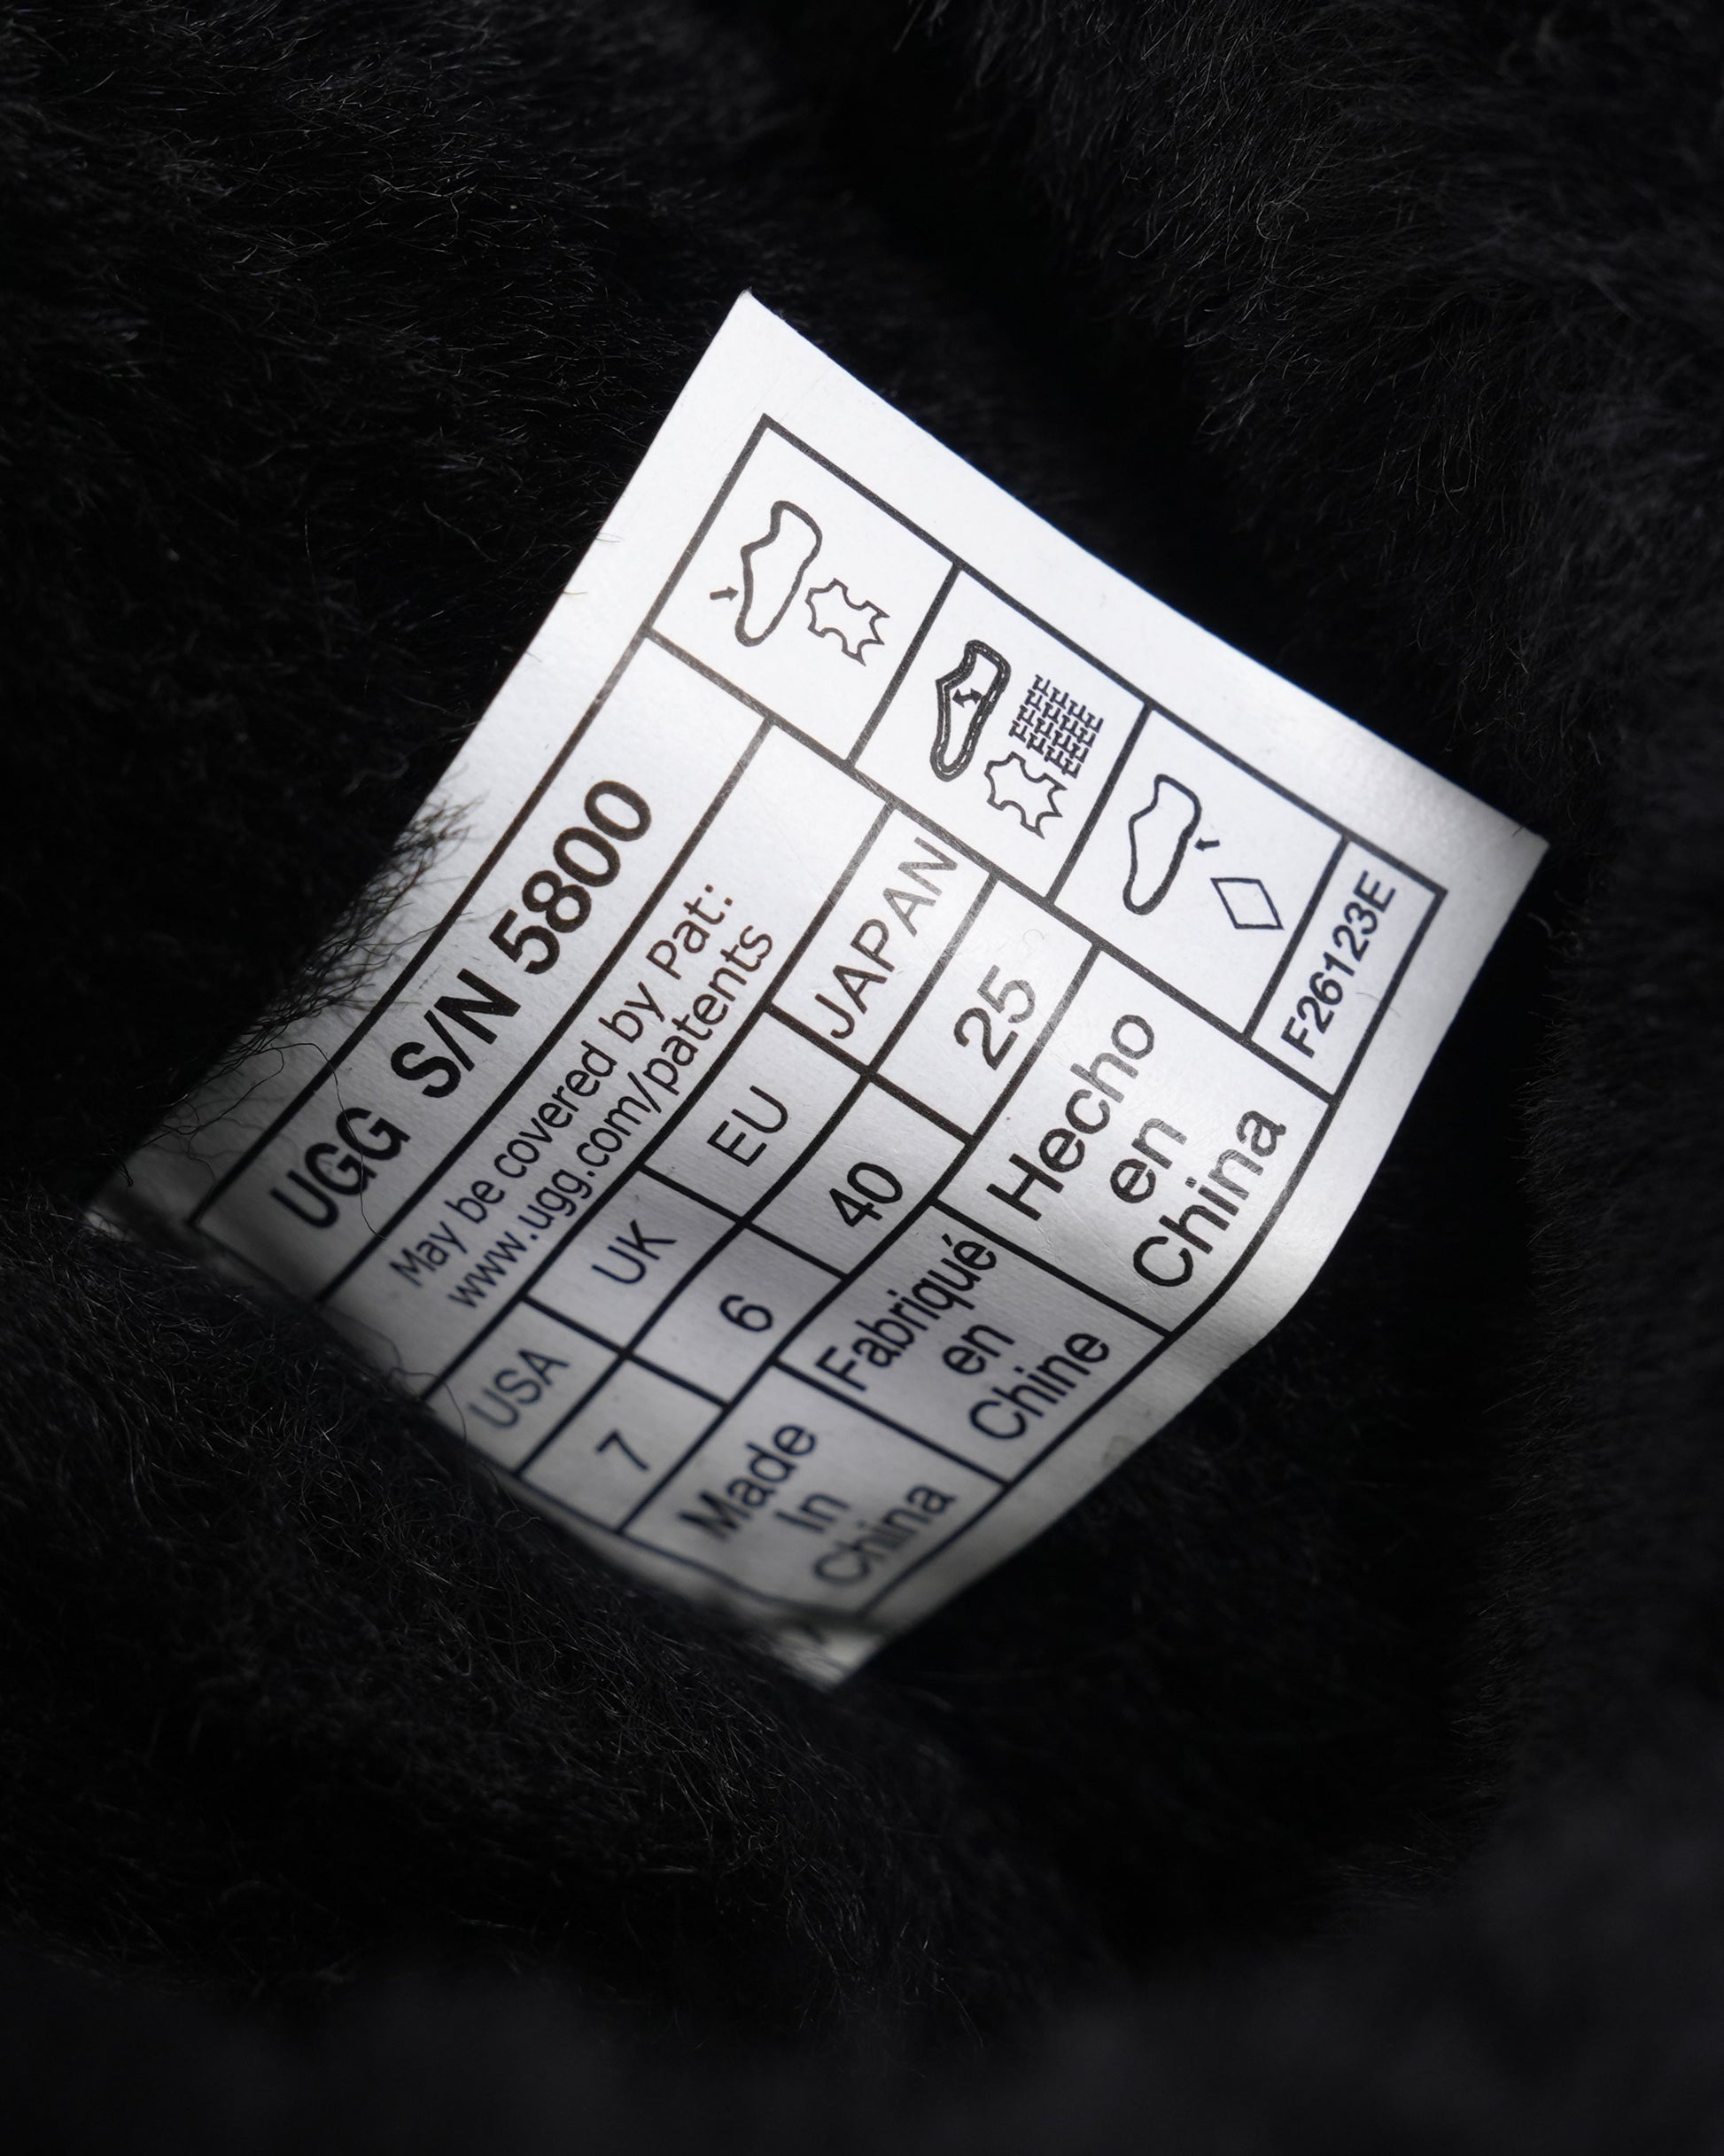 UGG S/N 5800
May be covered by Pat:
www.ugg.com/patents
USA UK EU JAPAN
7 6 40 25
Made
In
China
Fabriqué
en
Chine
Hecho
en
China
F26123E